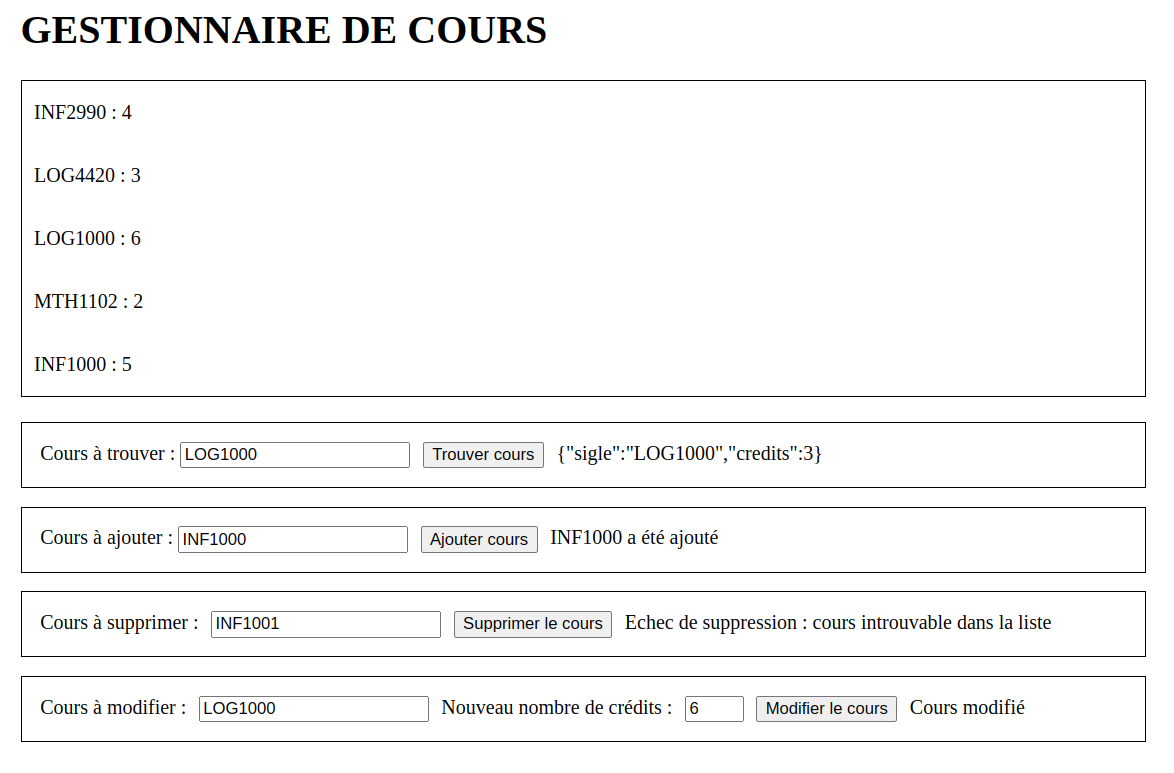 GESTIONNAIRE DE COURS
INF2990 : 4
LOG4420 : 3
LOG1000 : 6
MTH1102 : 2
INF1000 : 5
Cours à trouver : LOG1000 Trouver cours {"sigle":"LOG1000","credits":3}
Cours à ajouter : INF1000 Ajouter cours INF1000 a été ajouté
Cours à supprimer : INF1001 Supprimer le cours Echec de suppression : cours introuvable dans la liste
Cours à modifier : LOG1000 Nouveau nombre de crédits : 6 Modifier le cours Cours modifié